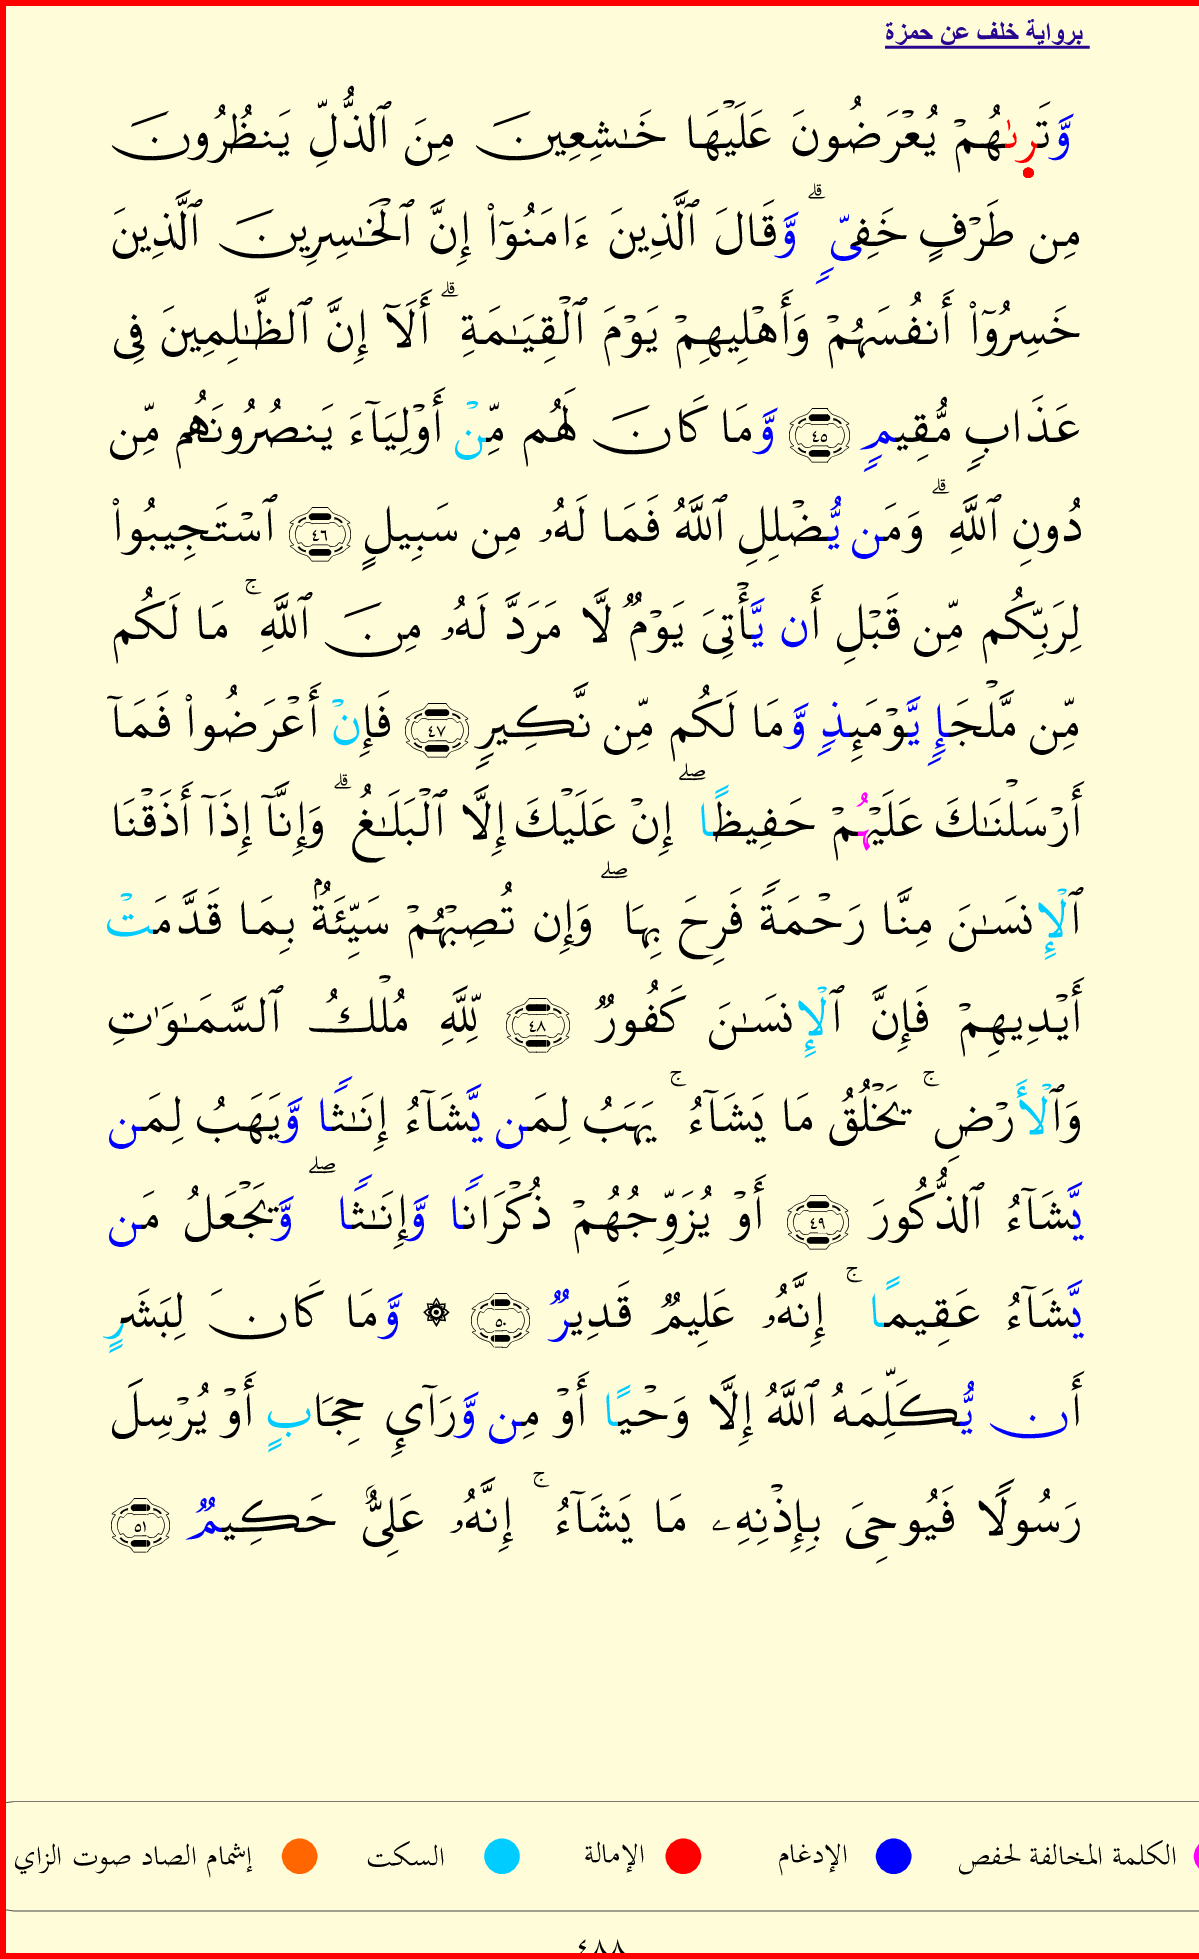 برواية خلف عن حمزة
وَّتَرِىٰهُمْ يُعْرَضُونَ عَلَيْهَا خَٰشِعِينَ مِنَ ٱلذُّلِّ يَنظُرُونَ
مِن طَرْفٍ خَفِىٍّ ۗ وَّقَالَ ٱلَّذِينَ ءَامَنُوٓاْ إِنَّ ٱلْخَٰسِرِينَ ٱلَّذِينَ
خَسِرُوٓاْ أَنفُسَهُمْ وَأَهْلِيهِمْ يَوْمَ ٱلْقِيَٰمَةِ ۗ أَلَآ إِنَّ ٱلظَّٰلِمِينَ فِى
عَذَابٍ مُّقِيمٍ ٤٥ وَّمَا كَانَ لَهُم مِّنْ أَوْلِيَآءَ يَنصُرُونَهُم مِّن
دُونِ ٱللَّهِ ۗ وَمَن يُّضْلِلِ ٱللَّهُ فَمَا لَهُۥ مِن سَبِيلٍ ٤٦ ٱسْتَجِيبُواْ
لِرَبِّكُم مِّن قَبْلِ أَن يَّأْتِىَ يَوْمٌ لَّا مَرَدَّ لَهُۥ مِنَ ٱللَّهِ ۚ مَا لَكُم
مِّن مَّلْجَإٍ يَّوْمَئِذٍ وَّمَا لَكُم مِّن نَّكِيرٍ ٤٧ فَإِنْ أَعْرَضُواْ فَمَآ
أَرْسَلْنَٰكَ عَلَيْهُمْ حَفِيظًا ۖ إِنْ عَلَيْكَ إِلَّا ٱلْبَلَٰغُ ۗ وَإِنَّآ إِذَآ أَذَقْنَا
ٱلْإِنسَٰنَ مِنَّا رَحْمَةً فَرِحَ بِهَا ۖ وَإِن تُصِبْهُمْ سَيِّئَةٌۢ بِمَا قَدَّمَتْ
أَيْدِيهِمْ فَإِنَّ ٱلْإِنسَٰنَ كَفُورٌ ٤٨ لِّلَّهِ مُلْكُ ٱلسَّمَٰوَٰتِ
وَٱلْأَرْضِ ۚ يَخْلُقُ مَا يَشَآءُ ۚ يَهَبُ لِمَن يَّشَآءُ إِنَٰثًا وَّيَهَبُ لِمَن
يَّشَآءُ ٱلذُّكُورَ ٤٩ أَوْ يُزَوِّجُهُمْ ذُكْرَانًا وَّإِنَٰثًا ۖ وَّيَجْعَلُ مَن
يَّشَآءُ عَقِيمًا ۚ إِنَّهُۥ عَلِيمٌ قَدِيرٌ ٥٠ ۞ وَّمَا كَانَ لِبَشَرٍ
أَن يُّكَلِّمَهُ ٱللَّهُ إِلَّا وَحْيًا أَوْ مِن وَّرَآىِٕ حِجَابٍ أَوْ يُرْسِلَ
رَسُولًا فَيُوحِىَ بِإِذْنِهِۦ مَا يَشَآءُ ۚ إِنَّهُۥ عَلِىٌّ حَكِيمٌ ٥١
الكلمة المخالفة لحفص الإدغام الإمالة السكت إشمام الصاد صوت الزاي
٤٨٨